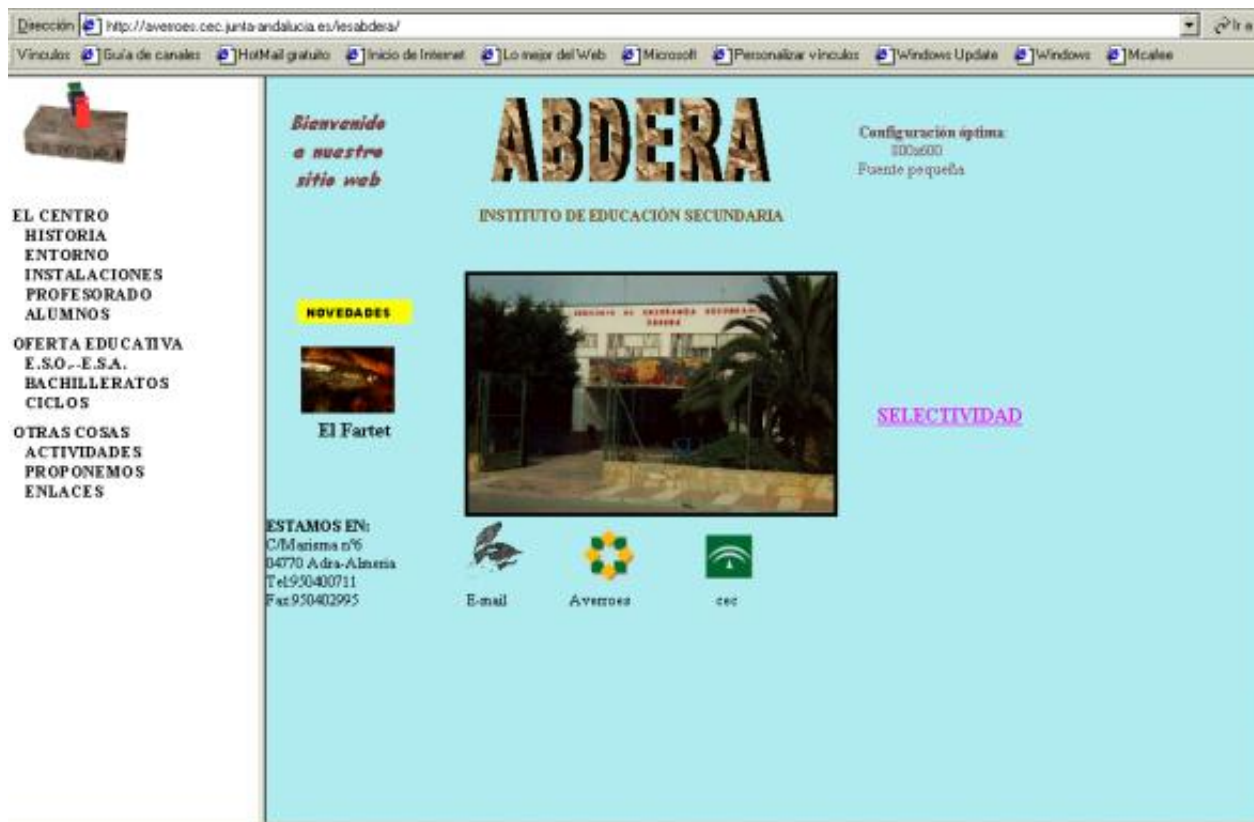 Dirección http://averroes.cec.junta-andalucia.es/iesabdera/ Ir a
Vínculos Guía de canales HotMail gratuito Inicio de Internet Lo mejor del Web Microsoft Personalizar vínculos Windows Update Windows Mcafee
Bienvenido
a nuestro
sitio web
ABDERA
INSTITUTO DE EDUCACIÓN SECUNDARIA
Configuración óptima
800x600
Fuente pequeña
EL CENTRO
HISTORIA
ENTORNO
INSTALACIONES
PROFESORADO
ALUMNOS
OFERTA EDUCATIVA
E.S.O.-E.S.A.
BACHILLERATOS
CICLOS
OTRAS COSAS
ACTIVIDADES
PROPONEMOS
ENLACES
NOVEDADES
El Fartet
ABDERA
SELECTIVIDAD
ESTAMOS EN:
C/Marisma nº6
04770 Adra-Almeria
Tel:950400711
Fax:950402995
E-mail
Averroes
cec